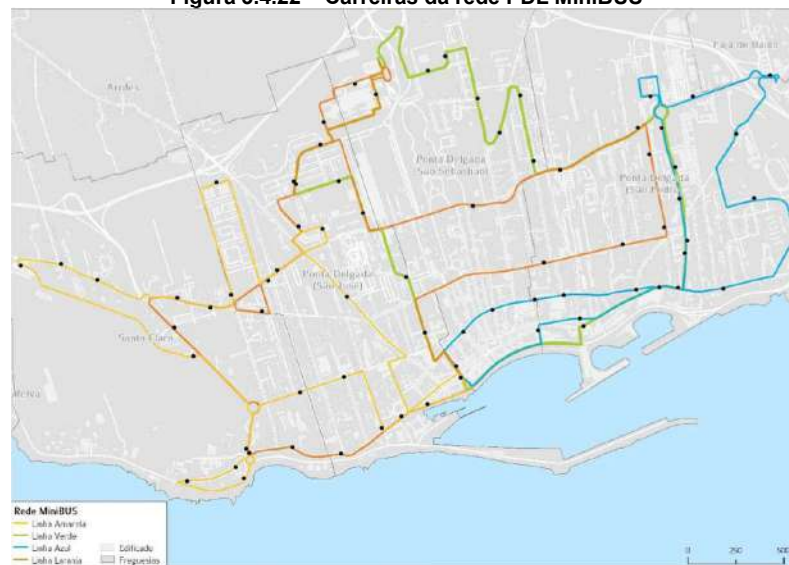 Figura 3.4.22 – Carreiras da rede PDL MiniBUS
Arrifes
Fajã de Baixo
Ponta Delgada
(São Sebastião)
Ponta Delgada
(São Pedro)
Ponta Delgada
(São José)
Santa Clara
Relva
Rede MiniBUS
Linha Amarela
Linha Verde
Linha Azul
Linha Laranja
Edificado
Freguesias
0 250 500